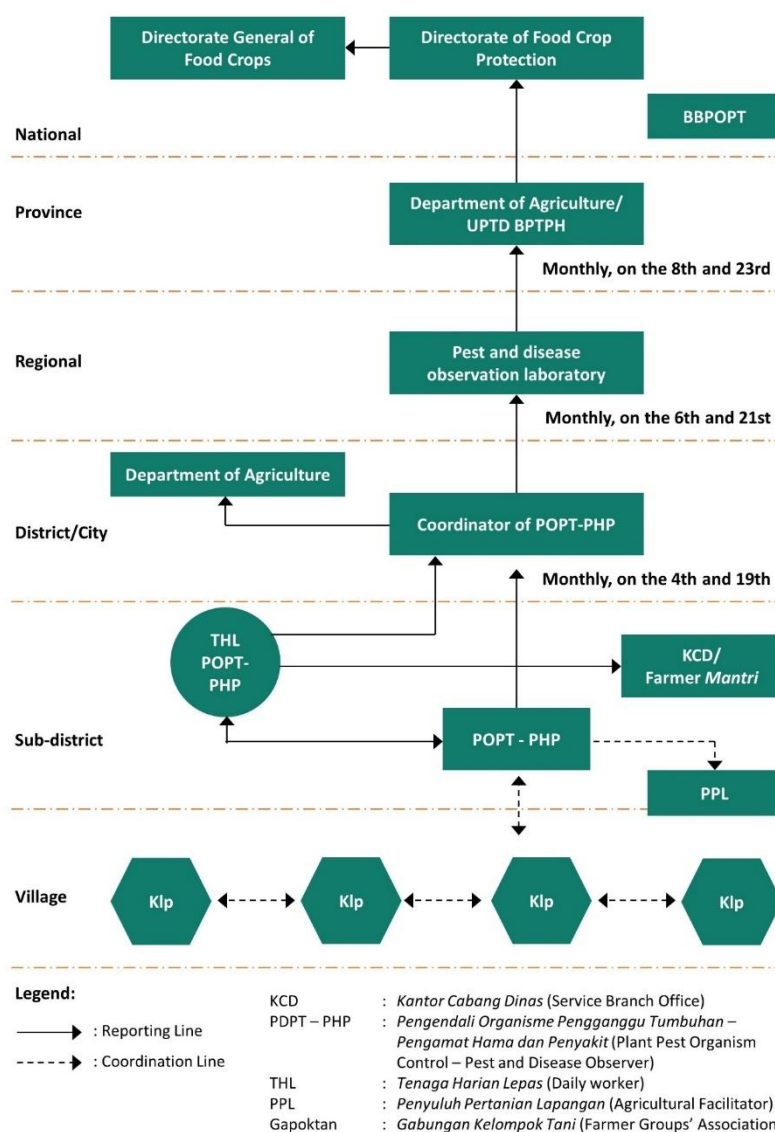 Directorate General of
Food Crops
Directorate of Food Crop
Protection
BBPOPT
National
Province
Department of Agriculture/
UPTD BPTPH
Monthly, on the 8th and 23rd
Regional
Pest and disease
observation laboratory
Monthly, on the 6th and 21st
Department of Agriculture
District/City
Coordinator of POPT-PHP
Monthly, on the 4th and 19th
THL
POPT-
PHP
KCD/
Farmer Mantri
Sub-district
POPT - PHP
PPL
Village
Klp
Klp
Klp
Klp
Legend:
: Reporting Line
: Coordination Line
KCD : Kantor Cabang Dinas (Service Branch Office)
PDPT – PHP : Pengendali Organisme Pengganggu Tumbuhan –
Pengamat Hama dan Penyakit (Plant Pest Organism
Control – Pest and Disease Observer)
THL : Tenaga Harian Lepas (Daily worker)
PPL : Penyuluh Pertanian Lapangan (Agricultural Facilitator)
Gapoktan : Gabungan Kelompok Tani (Farmer Groups' Association